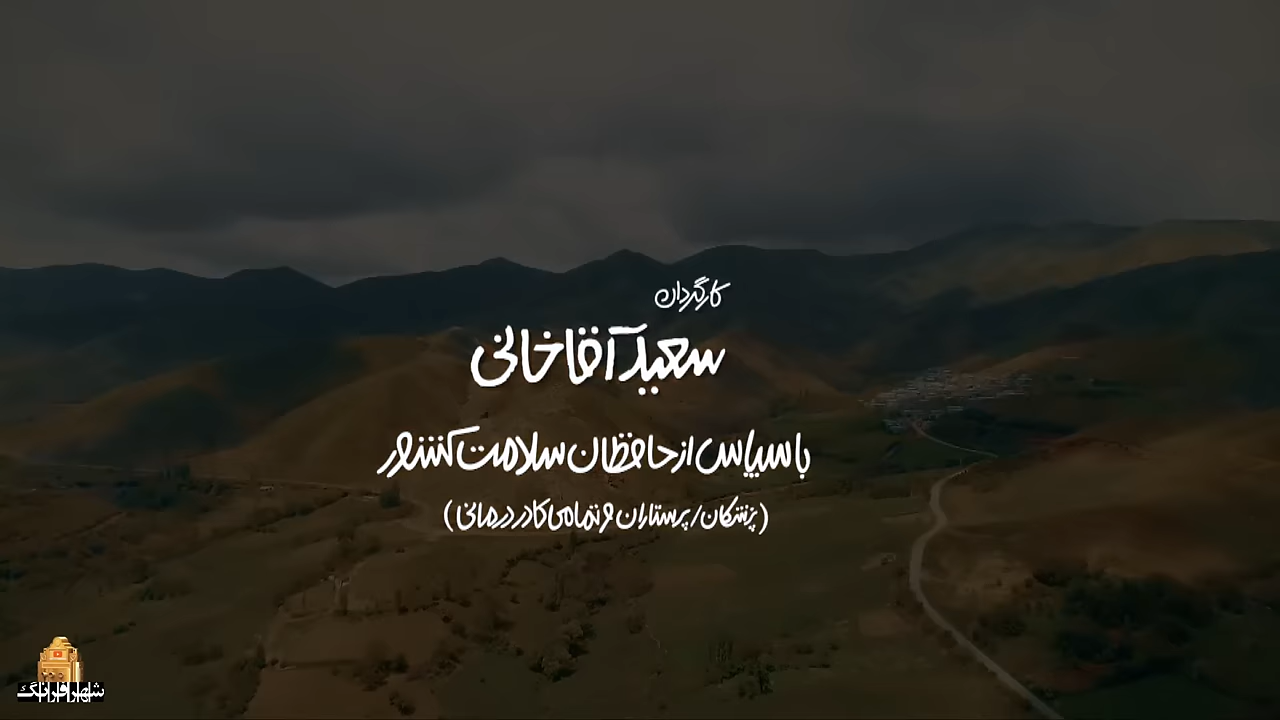 کارگردان
سعید آقاخانی
با سپاس از حافظان سلامت کشور
(پزشکان/پرستاران و تمامی کادر درمانی)
شهر فرنگ